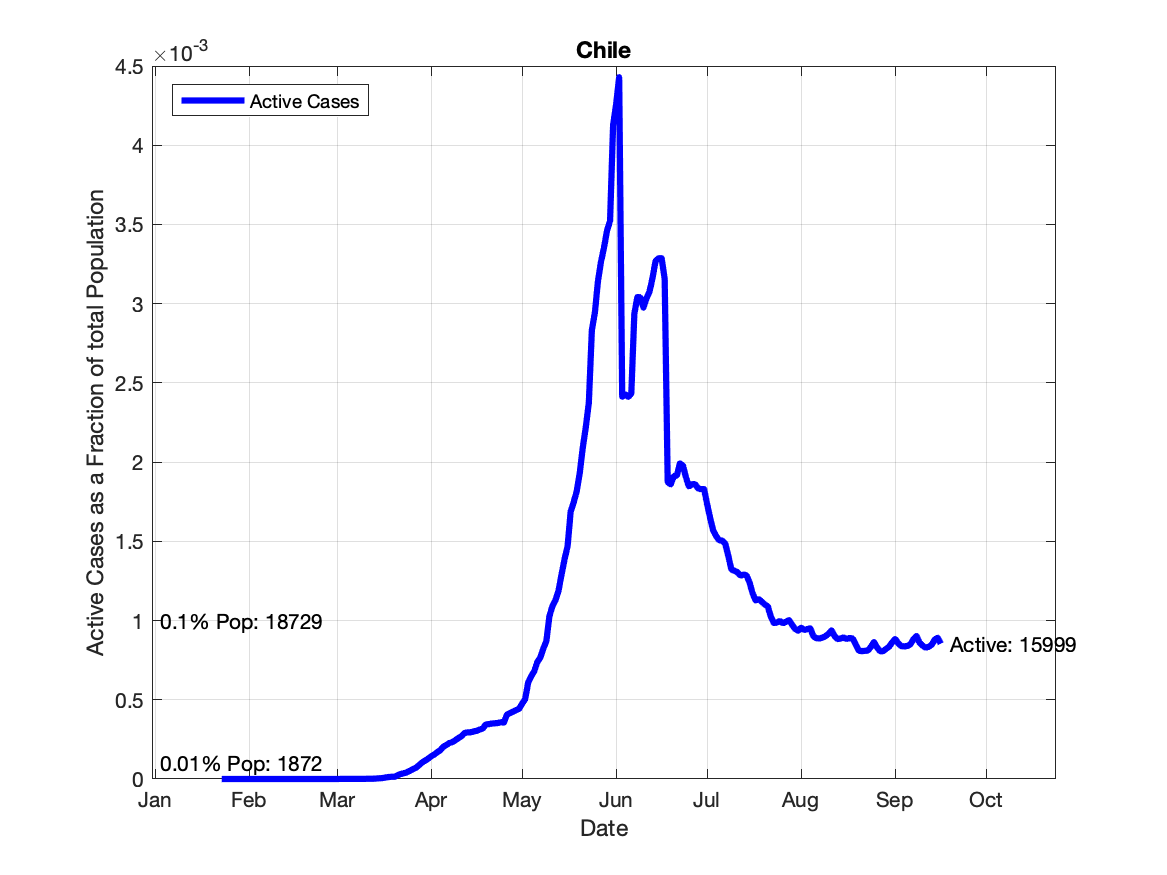 Chile
×10-3
4.5
Active Cases
4
3.5
3
2.5
2
1.5
1
0.5
0
Active Cases as a Fraction of total Population
0.1% Pop: 18729
0.01% Pop: 1872
Active: 15999
Jan Feb Mar Apr May Jun Jul Aug Sep Oct
Date